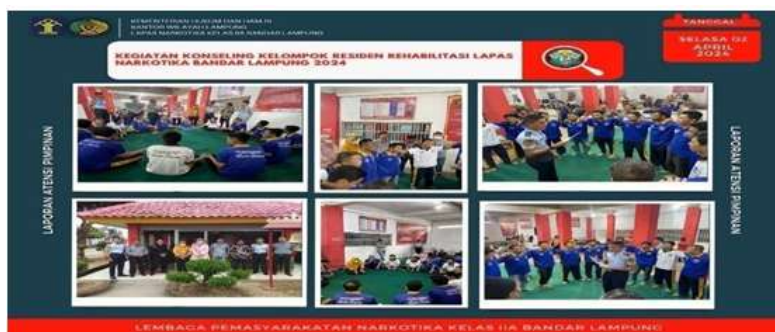 KEMENTERIAN HUKUM DAN HAM RI
KANTOR WILAYAH LAMPUNG
LAPAS NARKOTIKA KELAS IIA BANDAR LAMPUNG
TANGGAL
SELASA 02
APRIL
2024
KEGIATAN KONSELING KELOMPOK RESIDEN REHABILITASI LAPAS
NARKOTIKA BANDAR LAMPUNG 2024
LAPORAN ATENSI PIMPINAN
LAPORAN ATENSI PIMPINAN
LEMBAGA PEMASYARAKATAN NARKOTIKA KELAS IIA BANDAR LAMPUNG